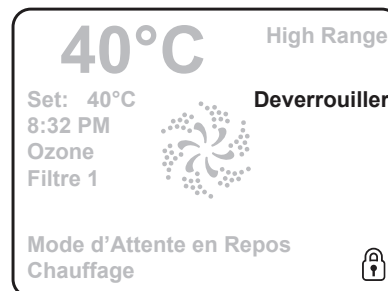 40°C
High Range
Set: 40°C
Deverrouiller
8:32 PM
Ozone
Filtre 1
Mode d'Attente en Repos
Chauffage